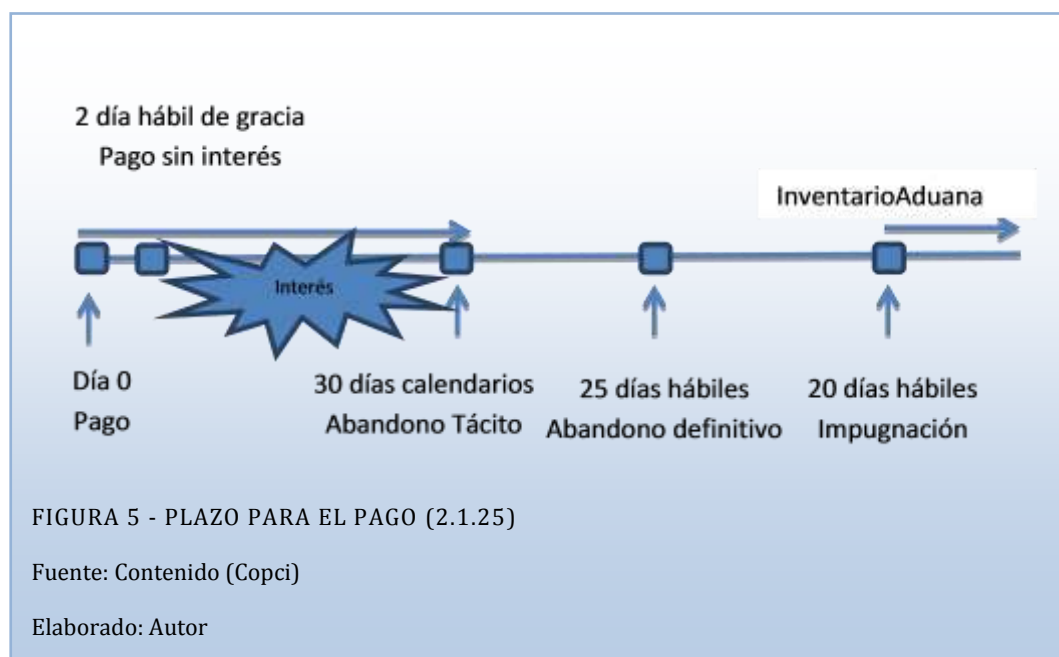 2 día hábil de gracia
Pago sin interés
InventarioAduana
Interés
Día 0
Pago
30 días calendarios
Abandono Tácito
25 días hábiles
Abandono definitivo
20 días hábiles
Impugnación
FIGURA 5 - PLAZO PARA EL PAGO (2.1.25)
Fuente: Contenido (Copci)
Elaborado: Autor